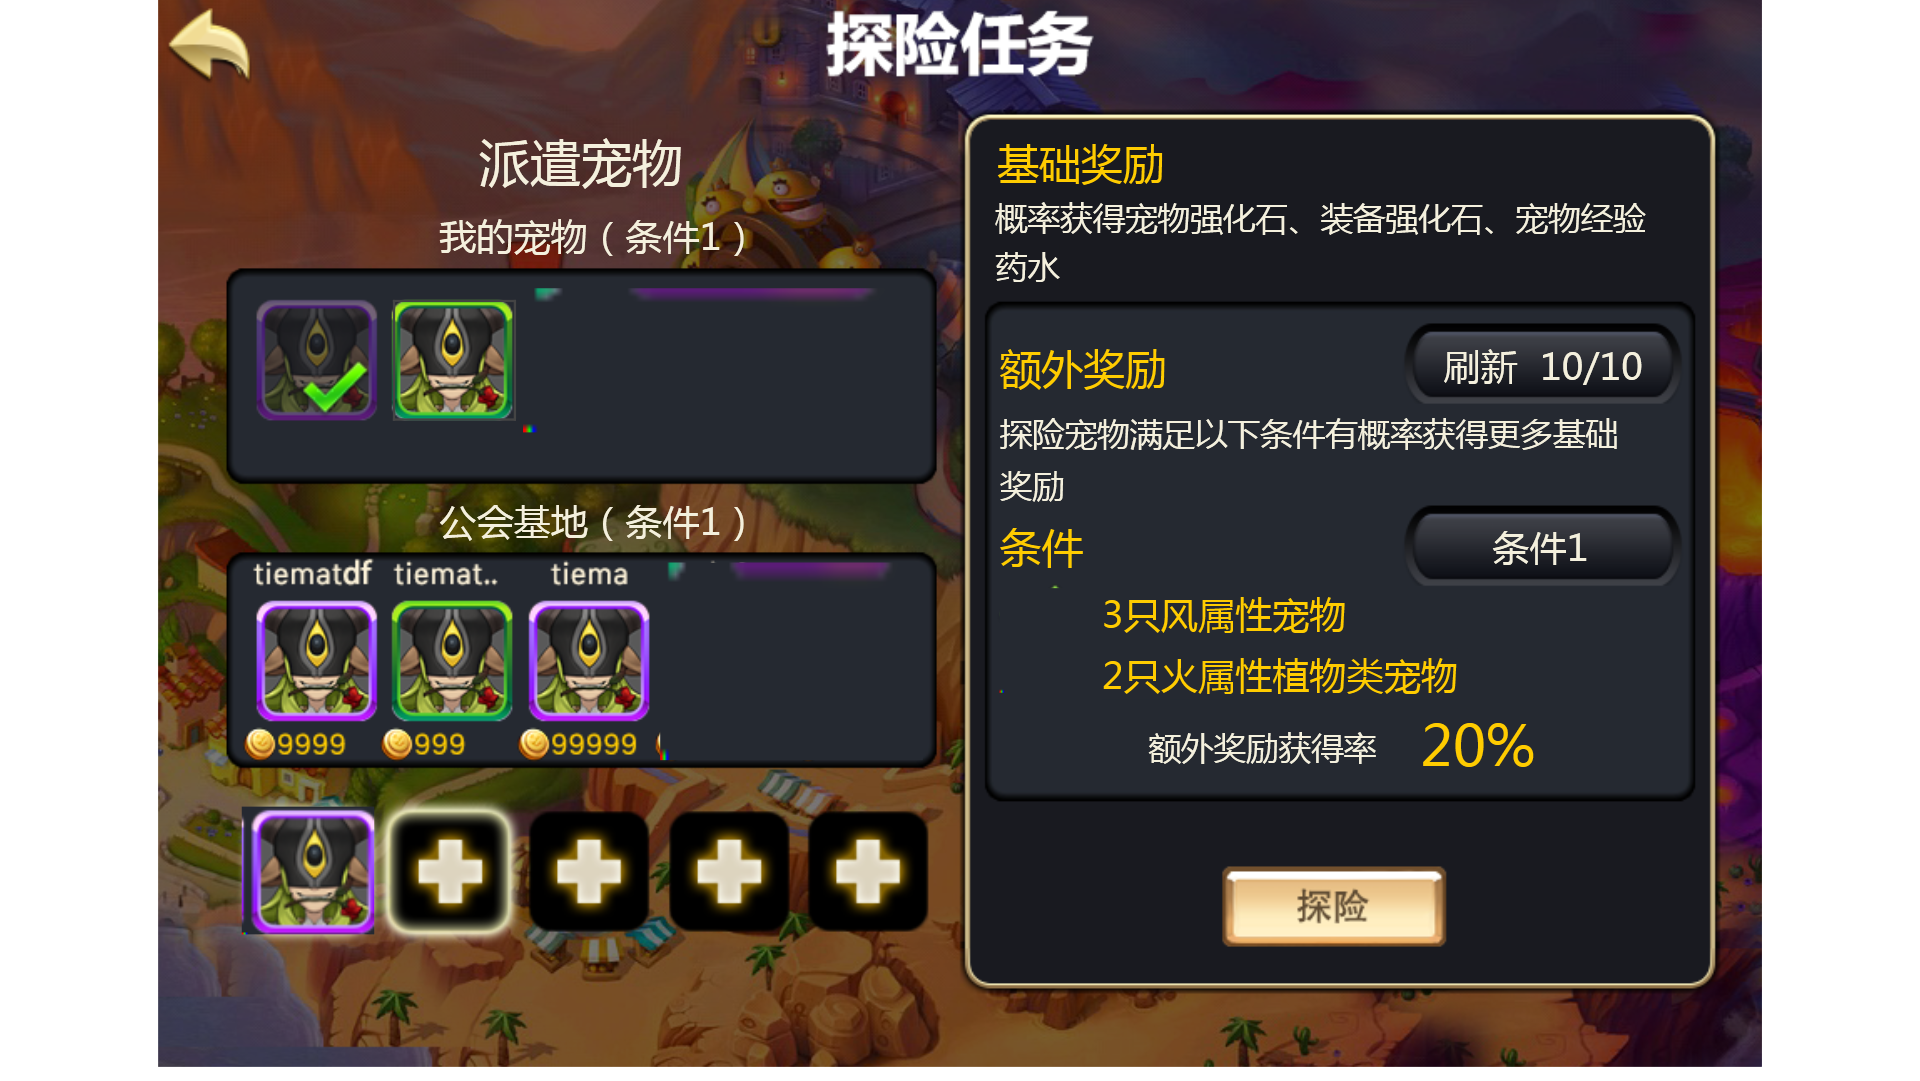 探险任务
派遣宠物
我的宠物（条件1）
公会基地（条件1）
tiematdf tiemat.. tiema
9999 999 99999
基础奖励
概率获得宠物强化石、装备强化石、宠物经验
药水
额外奖励
刷新 10/10
探险宠物满足以下条件有概率获得更多基础
奖励
条件
条件1
3只风属性宠物
2只火属性植物类宠物
额外奖励获得率 20%
探险